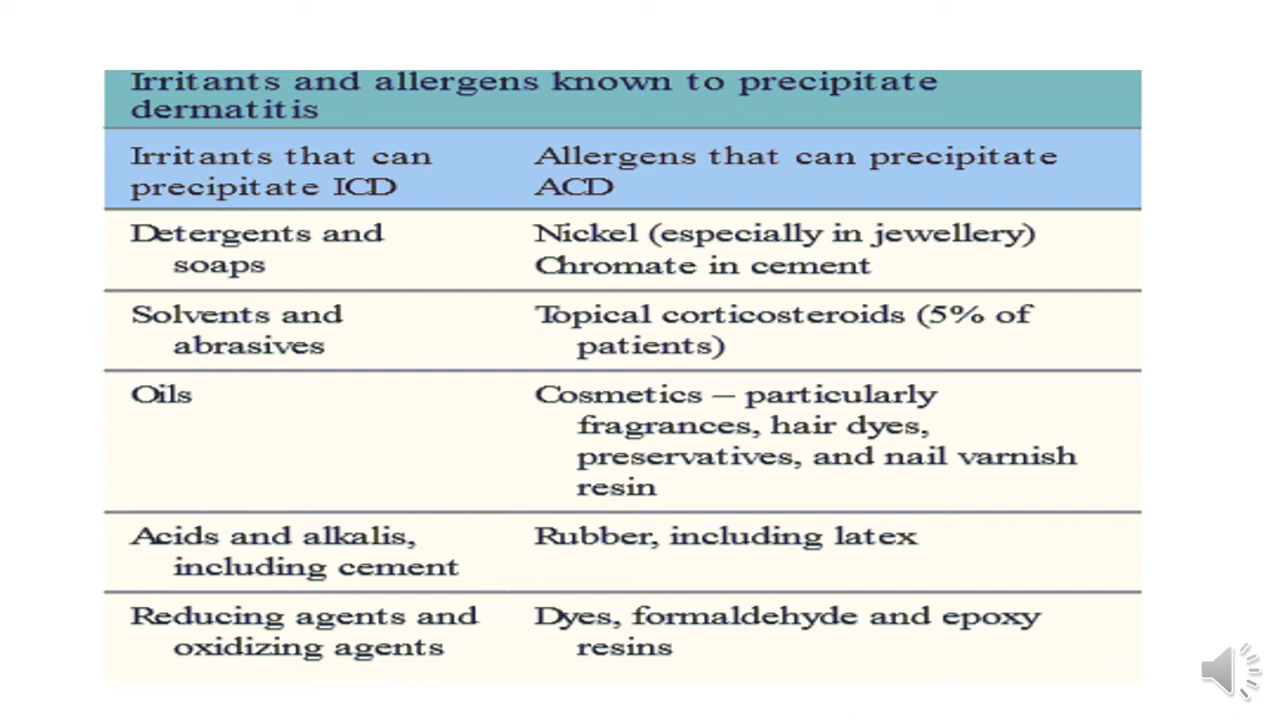 Irritants and allergens known to precipitate
dermatitis
Irritants that can
precipitate ICD
Allergens that can precipitate
ACD
Detergents and
soaps
Nickel (especially in jewellery)
Chromate in cement
Solvents and
abrasives
Topical corticosteroids (5% of
patients)
Oils
Cosmetics – particularly
fragrances, hair dyes,
preservatives, and nail varnish
resin
Acids and alkalis,
including cement
Rubber, including latex
Reducing agents and
oxidizing agents
Dyes, formaldehyde and epoxy
resins